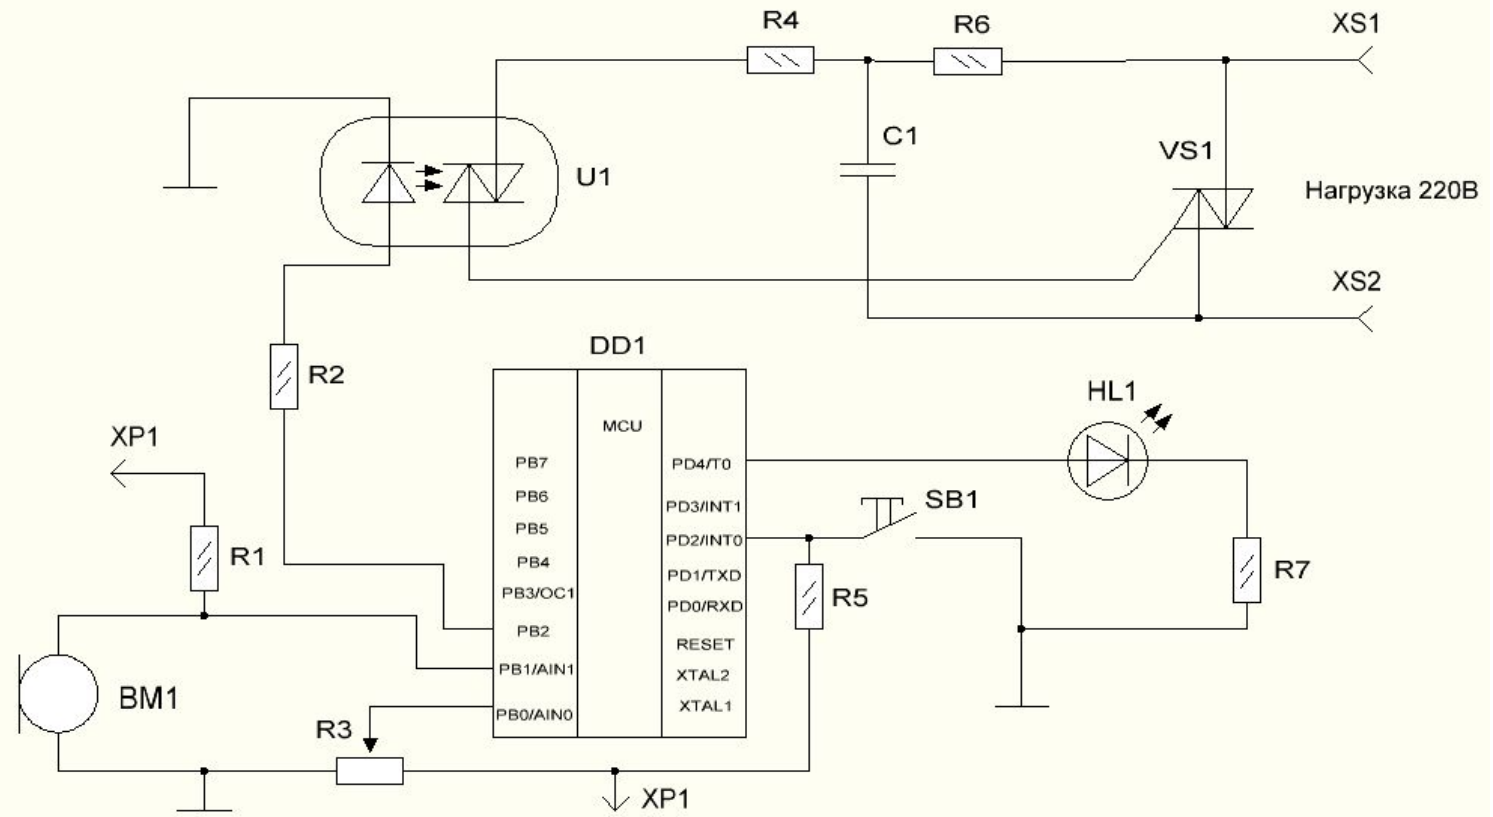 R4
R6
XS1
C1
VS1
U1
Нагрузка 220В
XS2
DD1
R2
HL1
MCU
XP1
PB7
PD4/T0
PB6
PD3/INT1
SB1
PB5
PD2/INT0
R1
PB4
PD1/TXD
R7
PB3/OC1
PD0/RXD
R5
PB2
RESET
PB1/AIN1
XTAL2
BM1
PB0/AIN0
XTAL1
R3
XP1